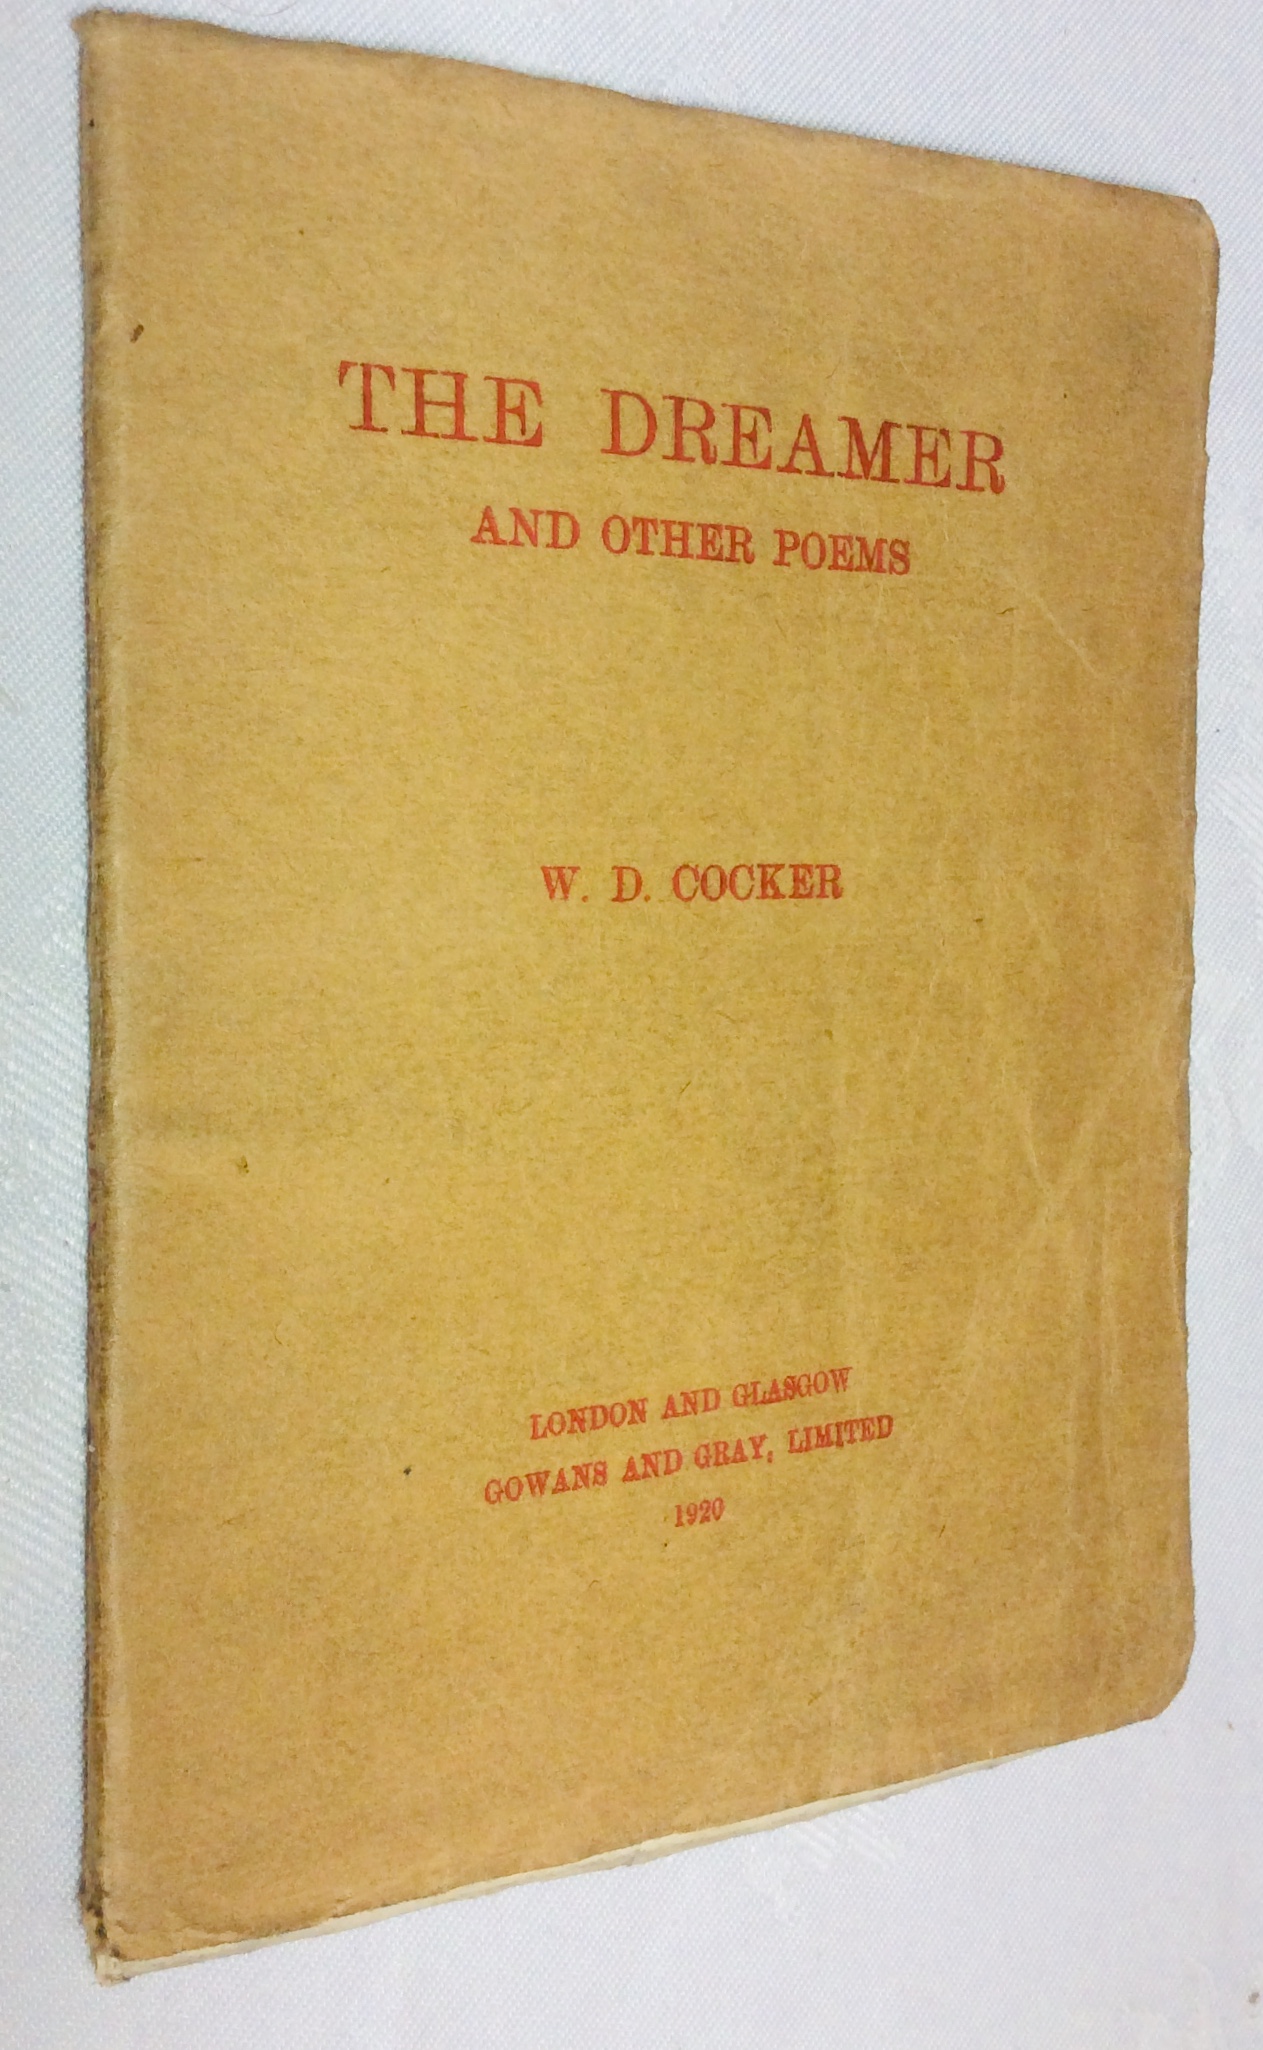 THE DREAMER
AND OTHER POEMS
W. D. COCKER
LONDON AND GLASGOW
GOWANS AND GRAY, LIMITED
1920